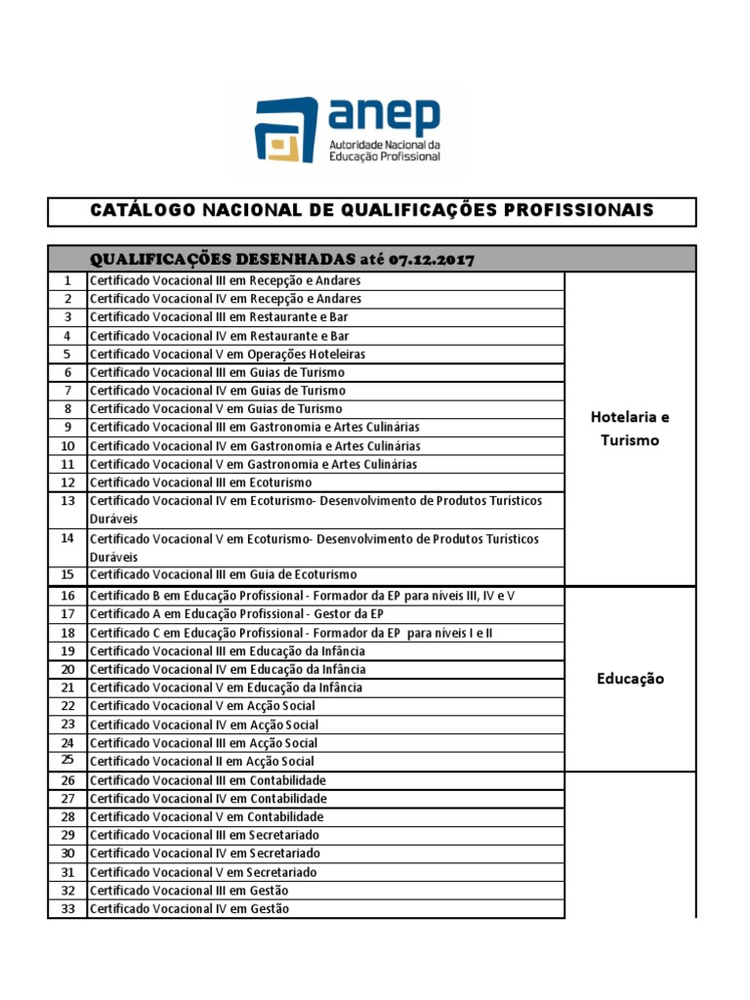 anep
Autoridade Nacional da
Educação Profissional
CATÁLOGO NACIONAL DE QUALIFICAÇÕES PROFISSIONAIS
QUALIFICAÇÕES DESENHADAS até 07.12.2017
1 Certificado Vocacional III em Recepção e Andares
2 Certificado Vocacional IV em Recepção e Andares
3 Certificado Vocacional III em Restaurante e Bar
4 Certificado Vocacional IV em Restaurante e Bar
5 Certificado Vocacional V em Operações Hoteleiras
6 Certificado Vocacional III em Guias de Turismo
7 Certificado Vocacional IV em Guias de Turismo
8 Certificado Vocacional V em Guias de Turismo
9 Certificado Vocacional III em Gastronomia e Artes Culinárias
10 Certificado Vocacional IV em Gastronomia e Artes Culinárias
11 Certificado Vocacional V em Gastronomia e Artes Culinárias
12 Certificado Vocacional III em Ecoturismo
13 Certificado Vocacional IV em Ecoturismo- Desenvolvimento de Produtos Turísticos
Duráveis
14 Certificado Vocacional V em Ecoturismo- Desenvolvimento de Produtos Turísticos
Duráveis
15 Certificado Vocacional III em Guia de Ecoturismo
Hotelaria e
Turismo
16 Certificado B em Educação Profissional - Formador da EP para níveis III, IV e V
17 Certificado A em Educação Profissional - Gestor da EP
18 Certificado C em Educação Profissional - Formador da EP para níveis I e II
19 Certificado Vocacional III em Educação da Infância
20 Certificado Vocacional IV em Educação da Infância
21 Certificado Vocacional V em Educação da Infância
22 Certificado Vocacional V em Acção Social
23 Certificado Vocacional IV em Acção Social
24 Certificado Vocacional III em Acção Social
25 Certificado Vocacional II em Acção Social
Educação
26 Certificado Vocacional III em Contabilidade
27 Certificado Vocacional IV em Contabilidade
28 Certificado Vocacional V em Contabilidade
29 Certificado Vocacional III em Secretariado
30 Certificado Vocacional IV em Secretariado
31 Certificado Vocacional V em Secretariado
32 Certificado Vocacional III em Gestão
33 Certificado Vocacional IV em Gestão